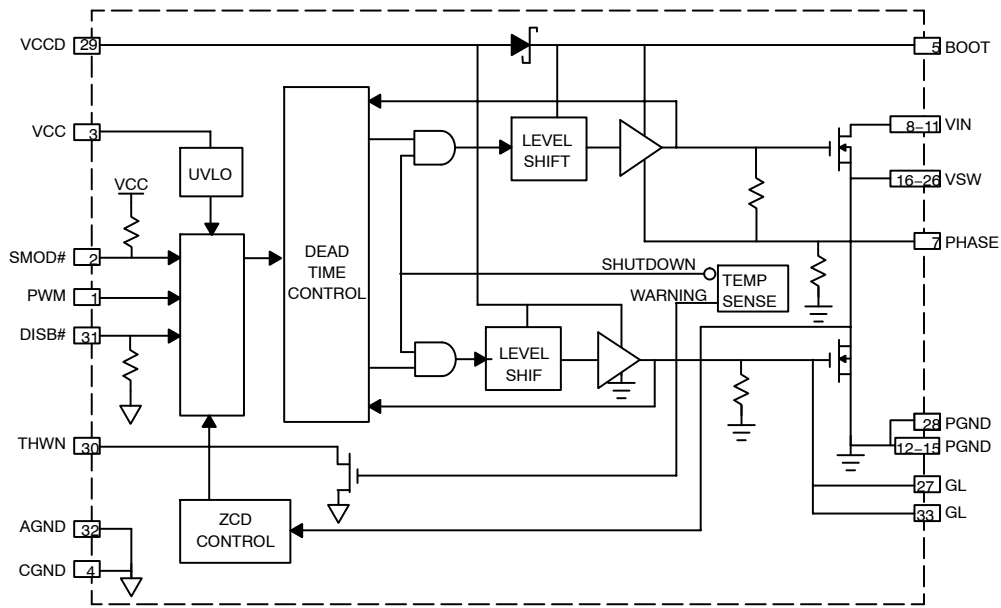 VCCD 29
5 BOOT
VCC 3
8–11 VIN
UVLO
LEVEL
SHIFT
VCC
16–26 VSW
SMOD# 2
7 PHASE
DEAD
TIME
CONTROL
SHUTDOWN
TEMP
SENSE
WARNING
PWM 1
DISB# 31
LEVEL
SHIF
28 PGND
THWN 30
12–15 PGND
27 GL
33 GL
ZCD
CONTROL
AGND 32
CGND 4